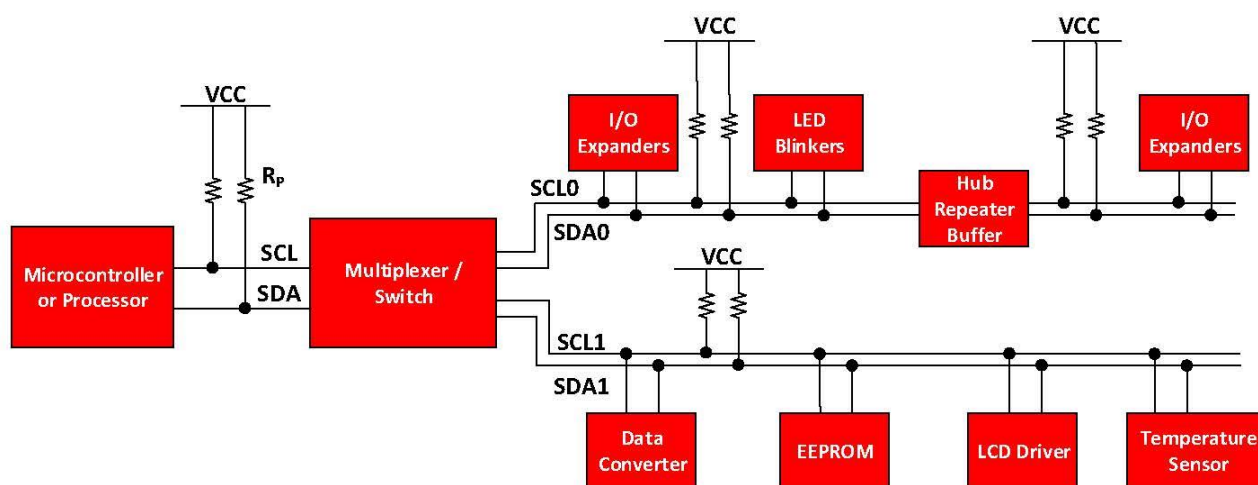 VCC
VCC
VCC
I/O
Expanders
LED
Blinkers
I/O
Expanders
RP
SCL0
SDA0
Hub
Repeater
Buffer
Microcontroller
or Processor
SCL
SDA
Multiplexer /
Switch
VCC
SCL1
SDA1
Data
Converter
EEPROM
LCD Driver
Temperature
Sensor